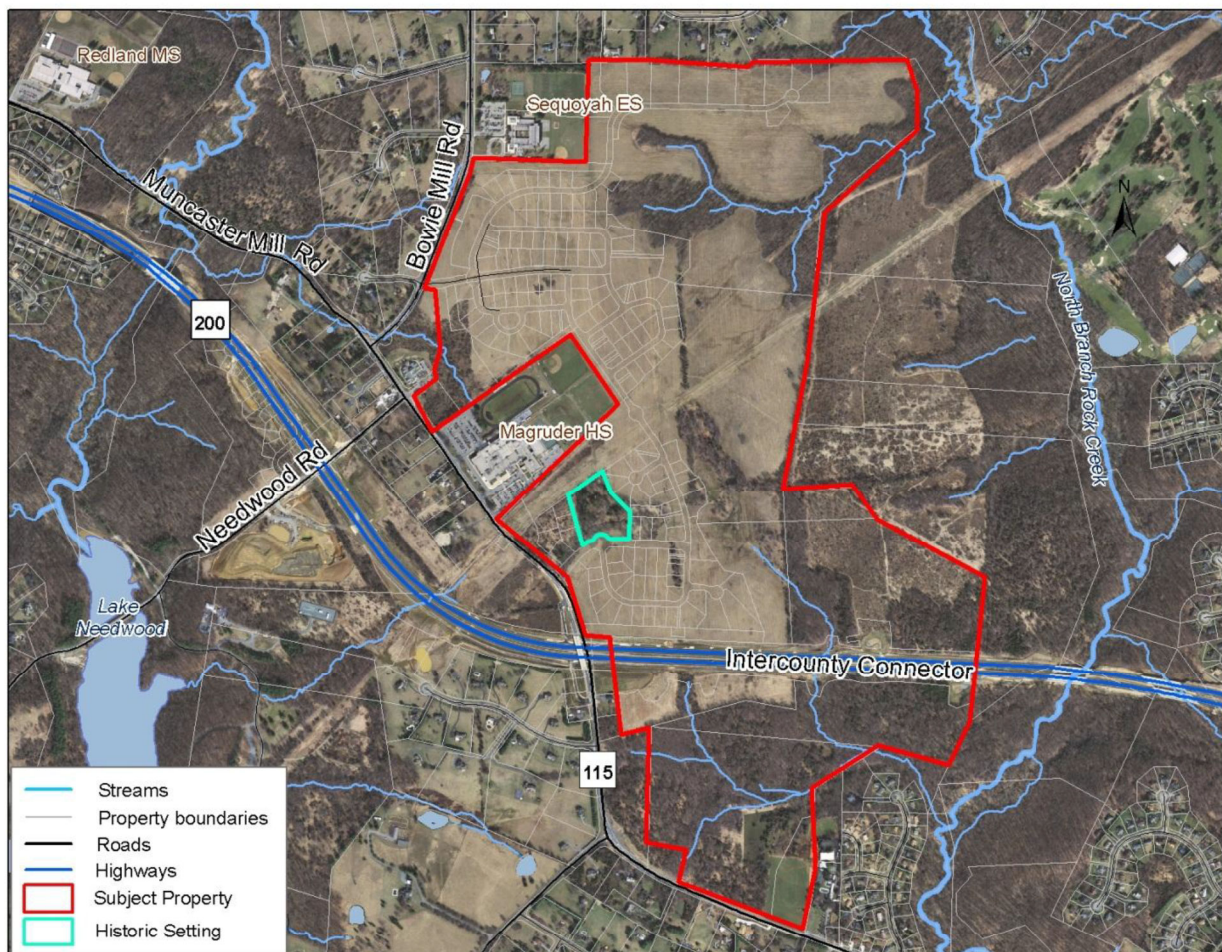 Redland MS
Sequoyah ES
Bowie Mill Rd
Muncaster Mill Rd
N
200
North Branch Rock Creek
Magruder HS
Needwood Rd
Lake
Needwood
Intercounty Connector
115
Streams
Property boundaries
Roads
Highways
Subject Property
Historic Setting